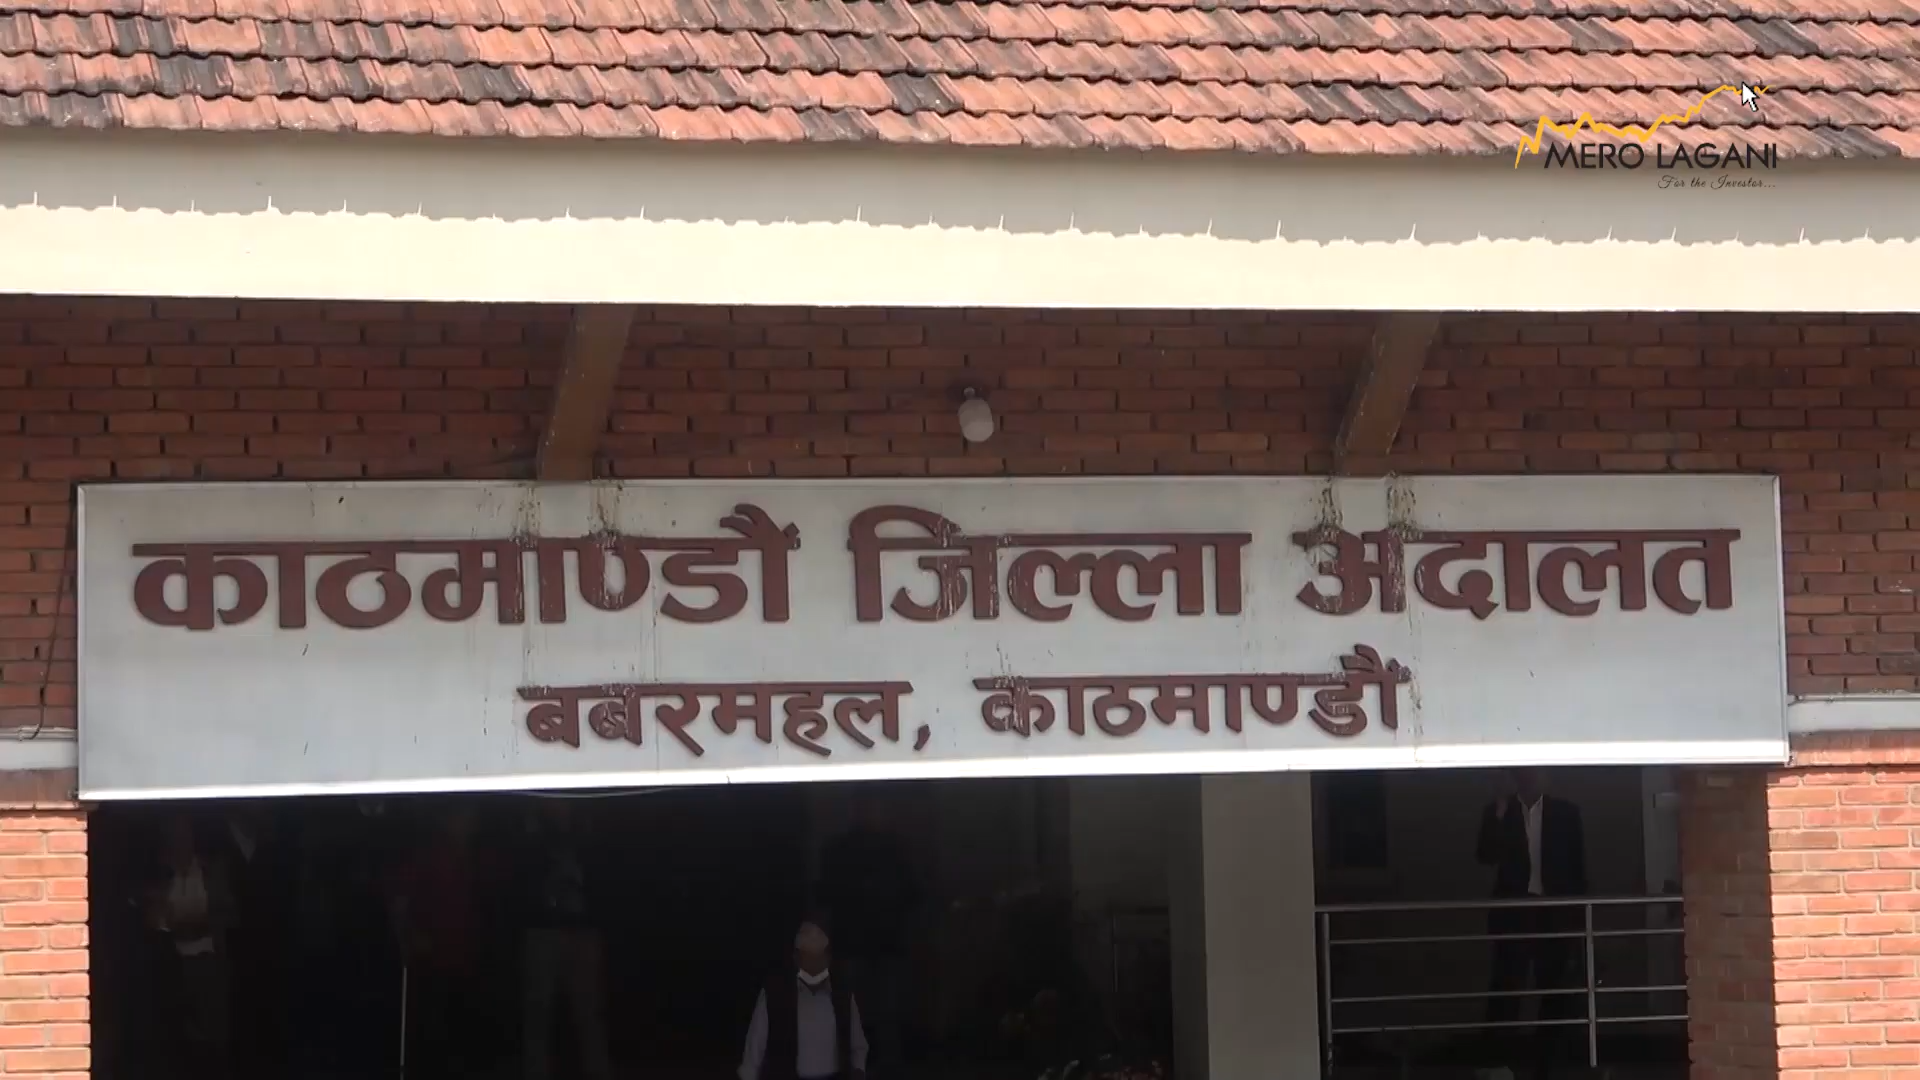 MERO LAGANI
For the Investor...
काठमाण्डौं जिल्ला अदालत
बबरमहल, काठमाण्डौं